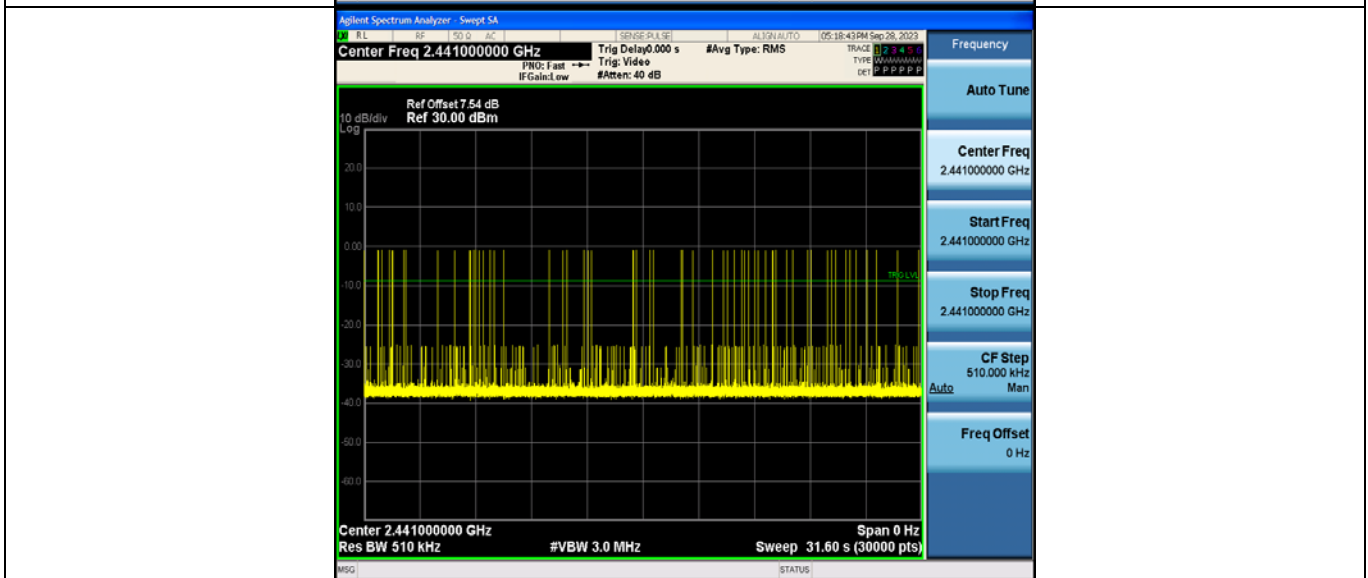 Agilent Spectrum Analyzer - Swept SA
RL RF 50 Ω AC SENSE:PULSE ALIGN AUTO 05:18:43 PM Sep 28, 2023
Center Freq 2.441000000 GHz
PNO: Fast
IFGain:Low
Trig Delay0.000 s
Trig: Video
#Atten: 40 dB
#Avg Type: RMS
TRACE 1 2 3 4 5 6
TYPE WWWWWW
DET P P P P P P
Ref Offset 7.54 dB
10 dB/div Ref 30.00 dBm
Log
20.0
10.0
0.00
-10.0
-20.0
-30.0
-40.0
-50.0
-60.0
TRIG LVL
Center 2.441000000 GHz Span 0 Hz
Res BW 510 kHz #VBW 3.0 MHz Sweep 31.60 s (30000 pts)
MSG STATUS
Frequency
Auto Tune
Center Freq
2.441000000 GHz
Start Freq
2.441000000 GHz
Stop Freq
2.441000000 GHz
CF Step
510.000 kHz
Auto Man
Freq Offset
0 Hz